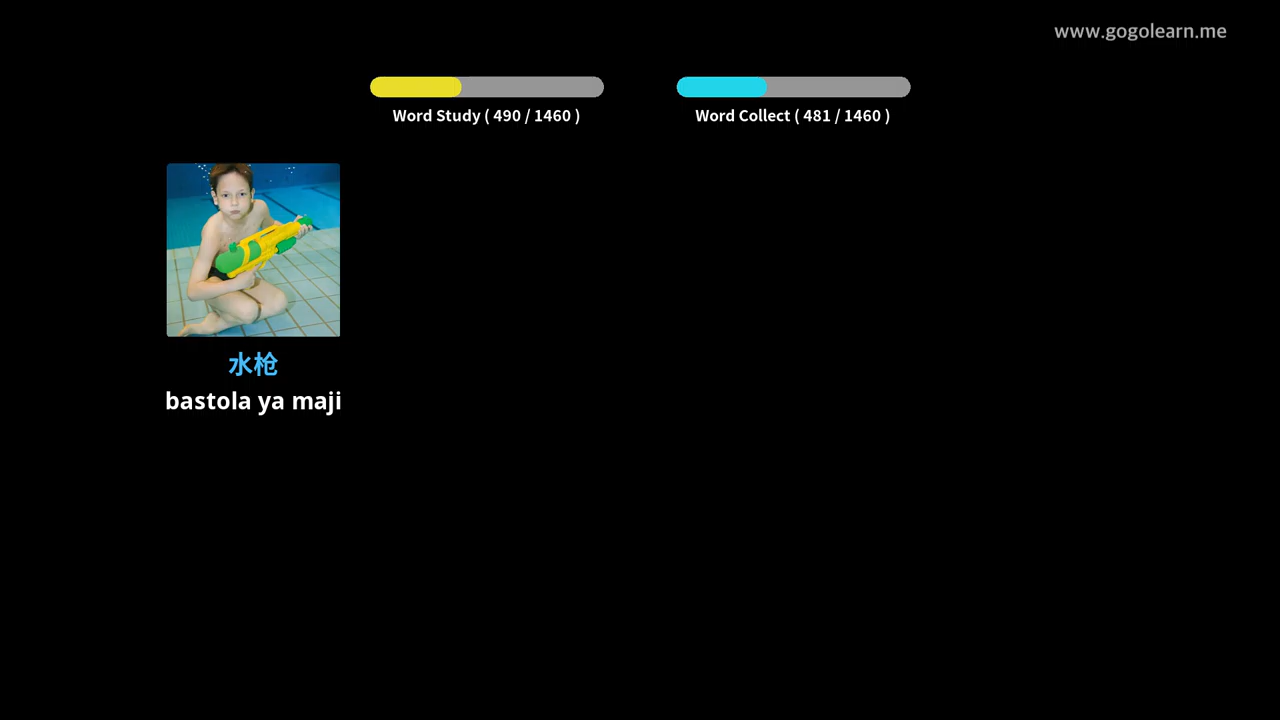 www.gogolearn.me
Word Study ( 490 / 1460 )
Word Collect ( 481 / 1460 )
水枪
bastola ya maji